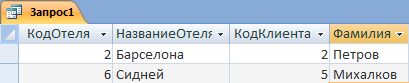 Запрос1
КодОтеля НазваниеОтеля КодКлиента Фамилия
2 Барселона 2 Петров
6 Сидней 5 Михалков